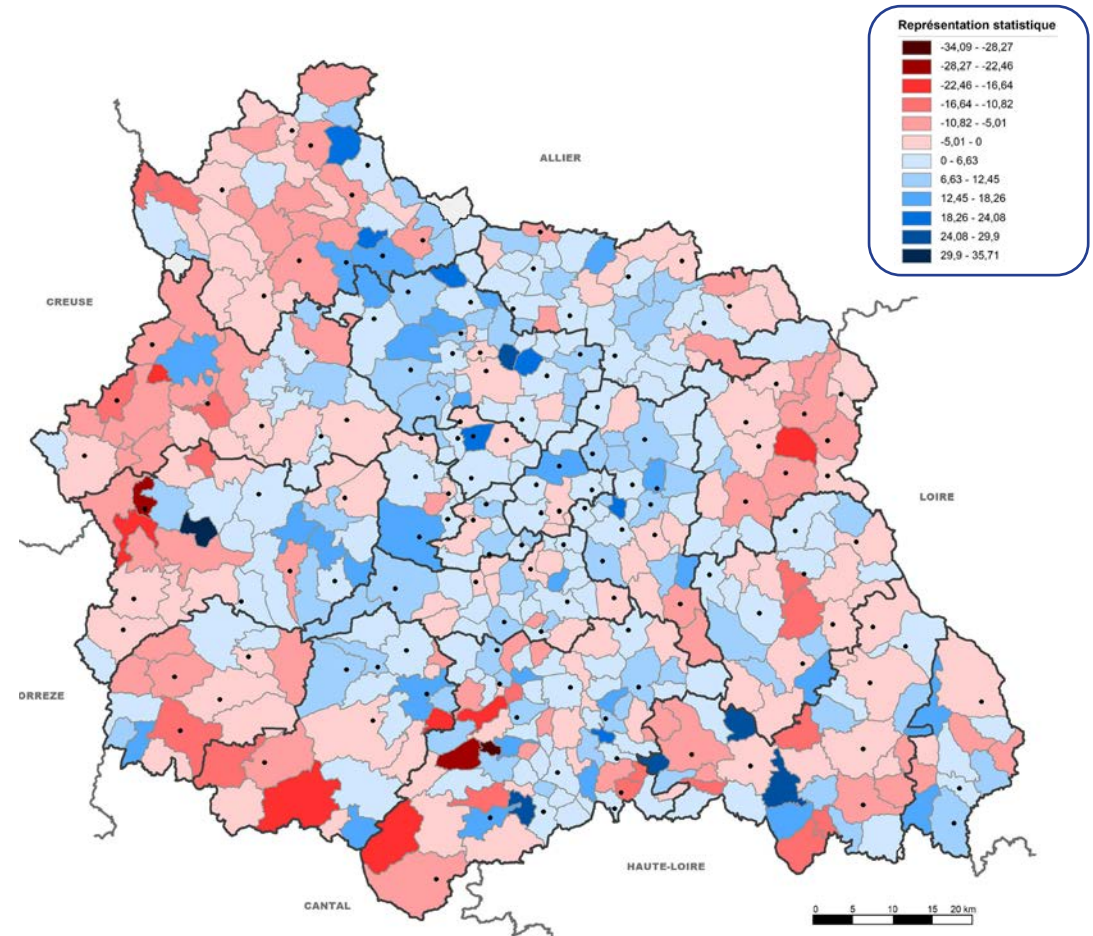 Représentation statistique
-34,09 - -28,27
-28,27 - -22,46
-22,46 - -16,64
-16,64 - -10,82
-10,82 - -5,01
-5,01 - 0
0 - 6,63
6,63 - 12,45
12,45 - 18,26
18,26 - 24,08
24,08 - 29,9
29,9 - 35,71
ALLIER
CREUSE
LOIRE
ORREZE
HAUTE-LOIRE
CANTAL
0 5 10 15 20 km